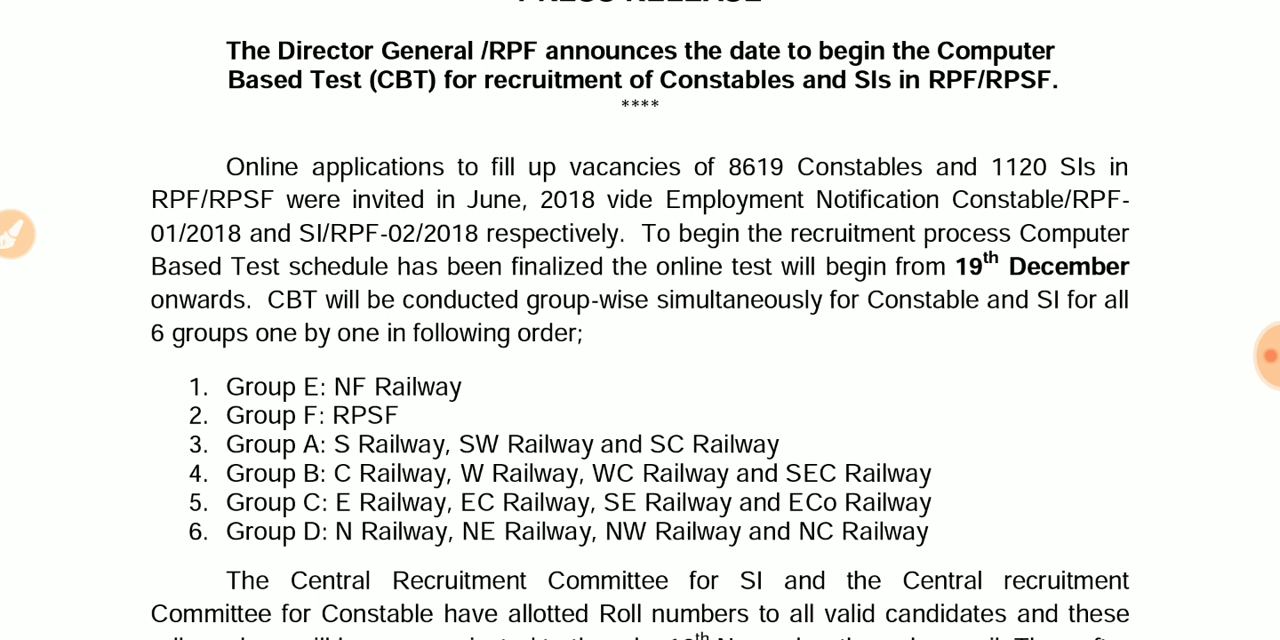 The Director General /RPF announces the date to begin the Computer
Based Test (CBT) for recruitment of Constables and SIs in RPF/RPSF.
****
Online applications to fill up vacancies of 8619 Constables and 1120 SIs in
RPF/RPSF were invited in June, 2018 vide Employment Notification Constable/RPF-
01/2018 and SI/RPF-02/2018 respectively. To begin the recruitment process Computer
Based Test schedule has been finalized the online test will begin from 19th December
onwards. CBT will be conducted group-wise simultaneously for Constable and SI for all
6 groups one by one in following order;
1. Group E: NF Railway
2. Group F: RPSF
3. Group A: S Railway, SW Railway and SC Railway
4. Group B: C Railway, W Railway, WC Railway and SEC Railway
5. Group C: E Railway, EC Railway, SE Railway and ECo Railway
6. Group D: N Railway, NE Railway, NW Railway and NC Railway
The Central Recruitment Committee for SI and the Central recruitment
Committee for Constable have allotted Roll numbers to all valid candidates and these